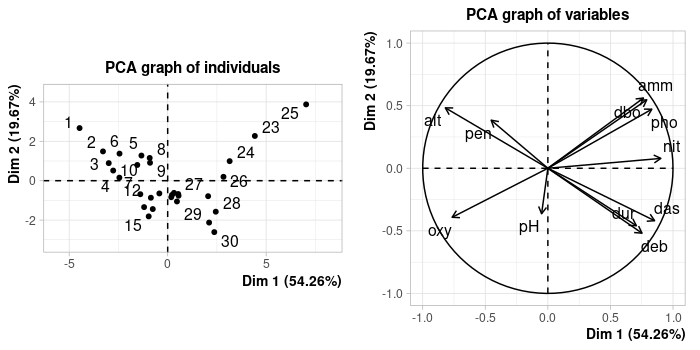 PCA graph of individuals
Dim 2 (19.67%)
4
2
0
-2
-5
0
5
Dim 1 (54.26%)
1
2
6
5
8
3
10
9
4
7
12
15
25
23
24
26
27
28
29
30
PCA graph of variables
Dim 2 (19.67%)
1.0
0.5
0.0
-0.5
-1.0
-1.0
-0.5
0.0
0.5
1.0
Dim 1 (54.26%)
amm
dbo
pho
alt
pen
nit
dur
das
pH
oxy
deb